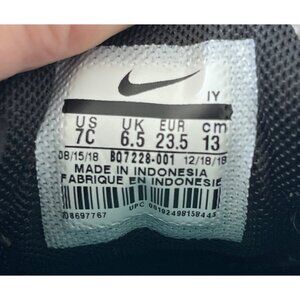 IY
US UK EUR cm
7C 6.5 23.5 13
08/15/18 BQ7228-001 12/18/18
MADE IN INDONESIA
FABRIQUE EN INDONESIE
UPC